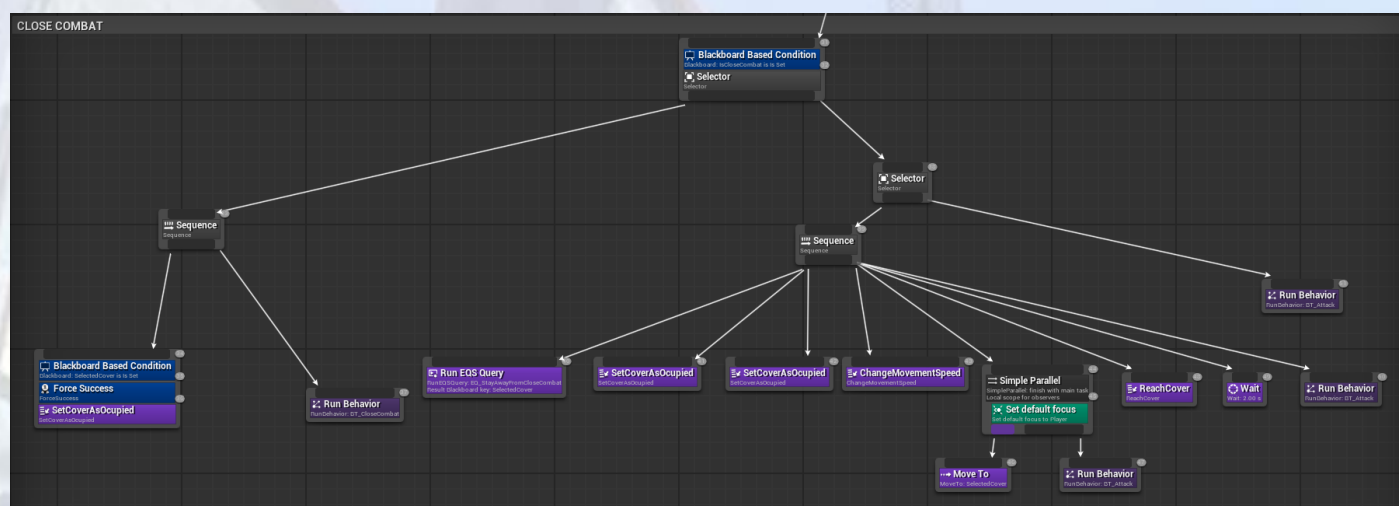 CLOSE COMBAT
Blackboard Based Condition
Blackboard: IsCloseCombat is Is Set
Selector
Selector
Selector
Selector
Sequence
Sequence
Sequence
Sequence
Run Behavior
RunBehavior: DT_Attack
Blackboard Based Condition
Blackboard: SelectedCover is Is Set
Force Success
ForceSuccess
SetCoverAsOcupied
SetCoverAsOcupied
Run Behavior
RunBehavior: DT_CloseCombat
Run EQS Query
RunEQSQuery: EQ_StayAwayFromCloseCombat
Result Blackboard key: SelectedCover
SetCoverAsOcupied
SetCoverAsOcupied
SetCoverAsOcupied
SetCoverAsOcupied
ChangeMovementSpeed
ChangeMovementSpeed
Simple Parallel
SimpleParallel: finish with main task
Local scope for observers
Set default focus
Set default focus to Player
ReachCover
ReachCover
Wait
Wait: 2.00 s
Run Behavior
RunBehavior: DT_Attack
Move To
MoveTo: SelectedCover
Run Behavior
RunBehavior: DT_Attack